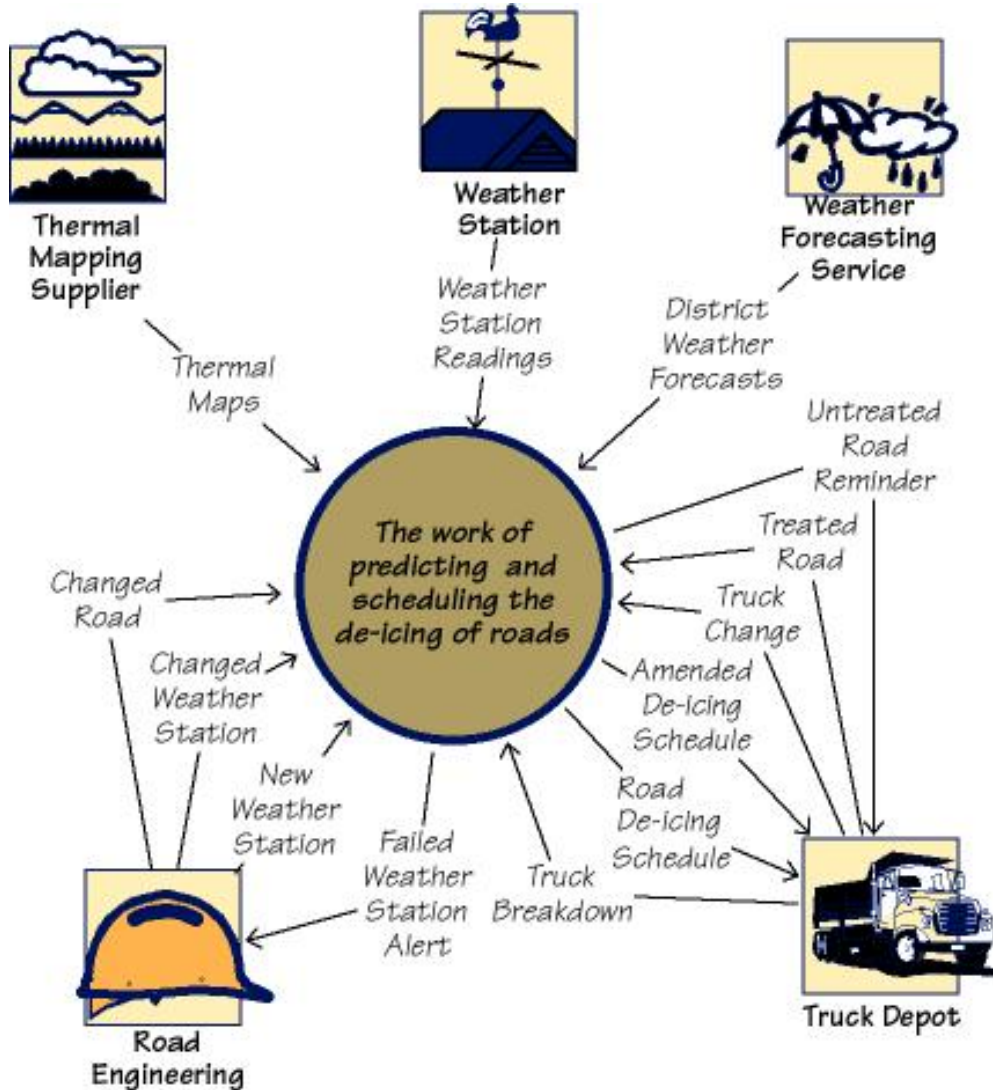 Thermal
Mapping
Supplier
Weather
Station
Weather
Forecasting
Service
Thermal
Maps
Weather
Station
Readings
District
Weather
Forecasts
Untreated
Road
Reminder
Treated
Road
Truck
Change
The work of
predicting and
scheduling the
de-icing of roads
Changed
Road
Changed
Weather
Station
New
Weather
Station
Failed
Weather
Station
Alert
Truck
Breakdown
Amended
De-icing
Schedule
Road
De-icing
Schedule
Road
Engineering
Truck Depot